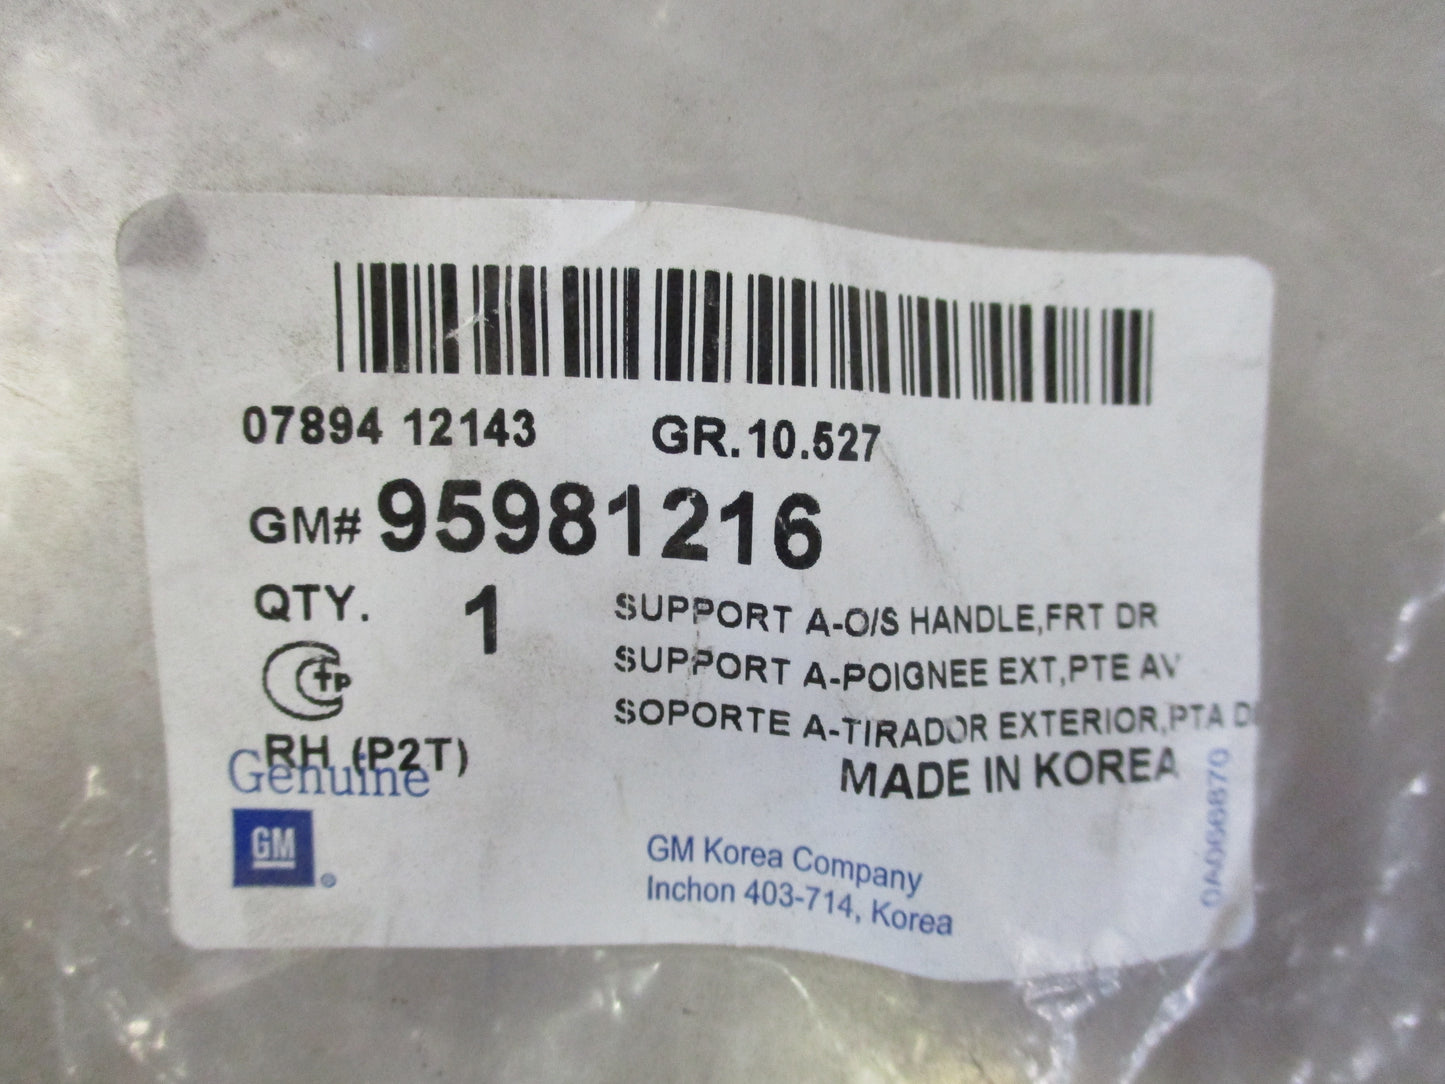 07894 12143 GR.10.527
GM# 95981216
QTY. 1
SUPPORT A-O/S HANDLE,FRT DR
SUPPORT A-POIGNEE EXT,PTE AV
SOPORTE A-TIRADOR EXTERIOR,PTA
RH (P2T)
MADE IN KOREA
Genuine
GM
®
GM Korea Company
Inchon 403-714, Korea